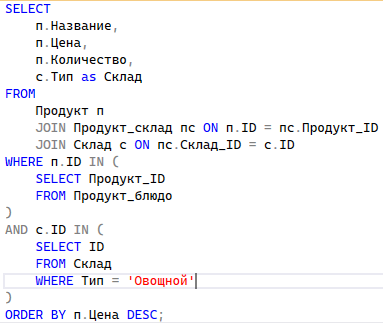 SELECT
    п.Название,
    п.Цена,
    п.Количество,
    с.Тип as Склад
FROM
    Продукт п
    JOIN Продукт_склад пс ON п.ID = пс.Продукт_ID
    JOIN Склад с ON пс.Склад_ID = с.ID
WHERE п.ID IN (
    SELECT Продукт_ID
    FROM Продукт_блюдо
)
AND с.ID IN (
    SELECT ID
    FROM Склад
    WHERE Тип = 'Овощной'
)
ORDER BY п.Цена DESC;